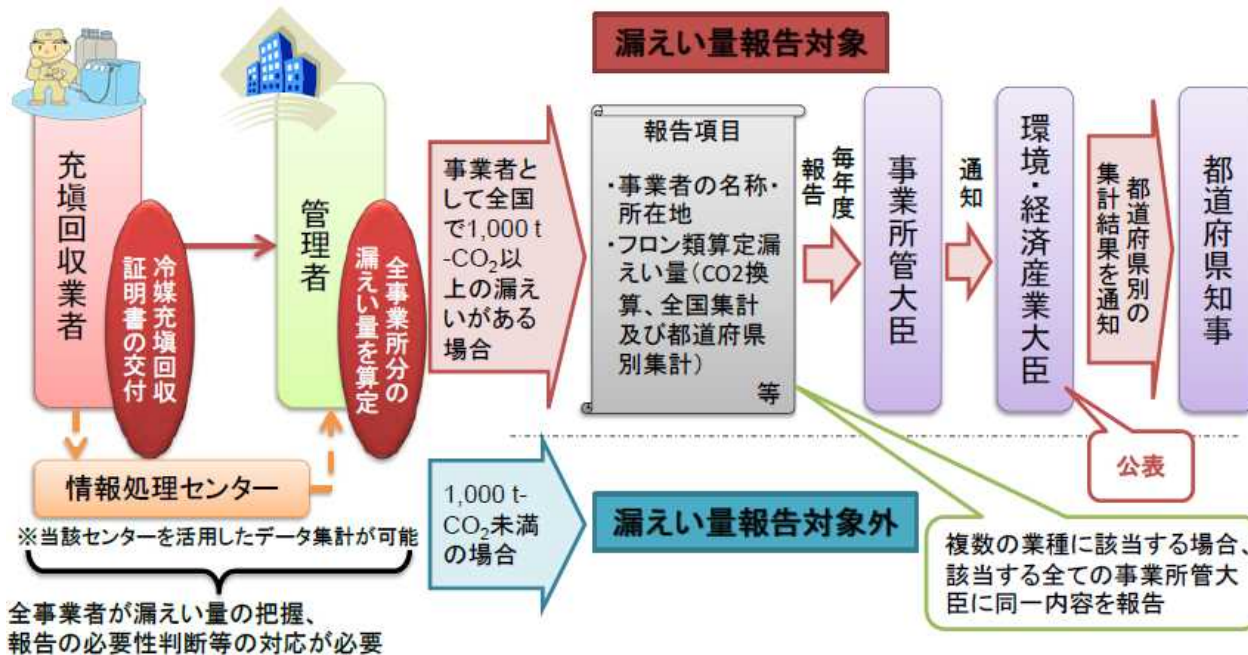 漏えい量報告対象
充塡回収業者
冷媒充塡回収
証明書の交付
管理者
全事業所分の
漏えい量を算定
情報処理センター
※当該センターを活用したデータ集計が可能
全事業者が漏えい量の把握、
報告の必要性判断等の対応が必要
事業者と
して全国
で1,000 t
-CO₂以
上の漏え
いがある
場合
報告項目
・事業者の名称・
所在地
・フロン類算定漏
えい量(CO2換
算、全国集計
及び都道府県
別集計)
等
毎年度
報告
事業所管大臣
通知
環境・経済産業大臣
都道府県別の
集計結果を通知
都道府県知事
公表
1,000 t-
CO₂未満
の場合
漏えい量報告対象外
複数の業種に該当する場合、
該当する全ての事業所管大
臣に同一内容を報告